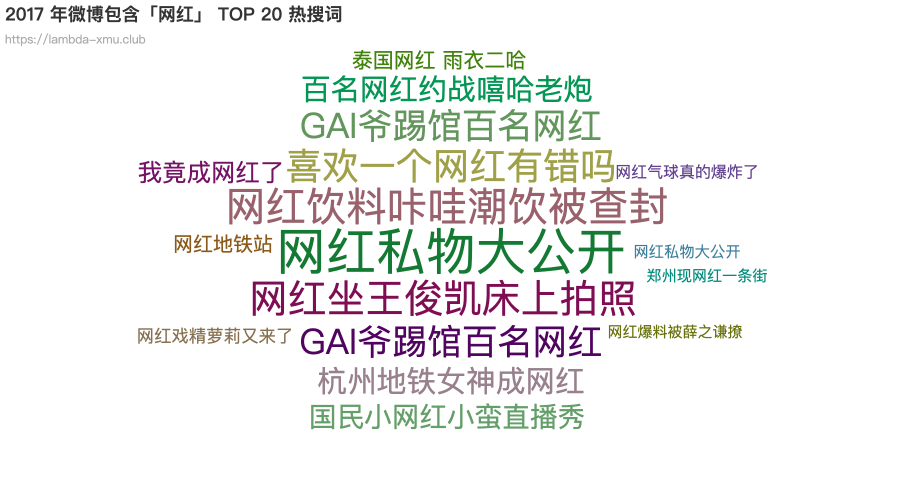 2017 年微博包含「网红」 TOP 20 热搜词
https://lambda-xmu.club
泰国网红 雨衣二哈
百名网红约战嘻哈老炮
GAI爷踢馆百名网红
喜欢一个网红有错吗
我竟成网红了
网红气球真的爆炸了
网红饮料咔哇潮饮被查封
网红地铁站
网红私物大公开
网红私物大公开
郑州现网红一条街
网红坐王俊凯床上拍照
网红戏精萝莉又来了
GAI爷踢馆百名网红
网红爆料被薛之谦撩
杭州地铁女神成网红
国民小网红小蛮直播秀